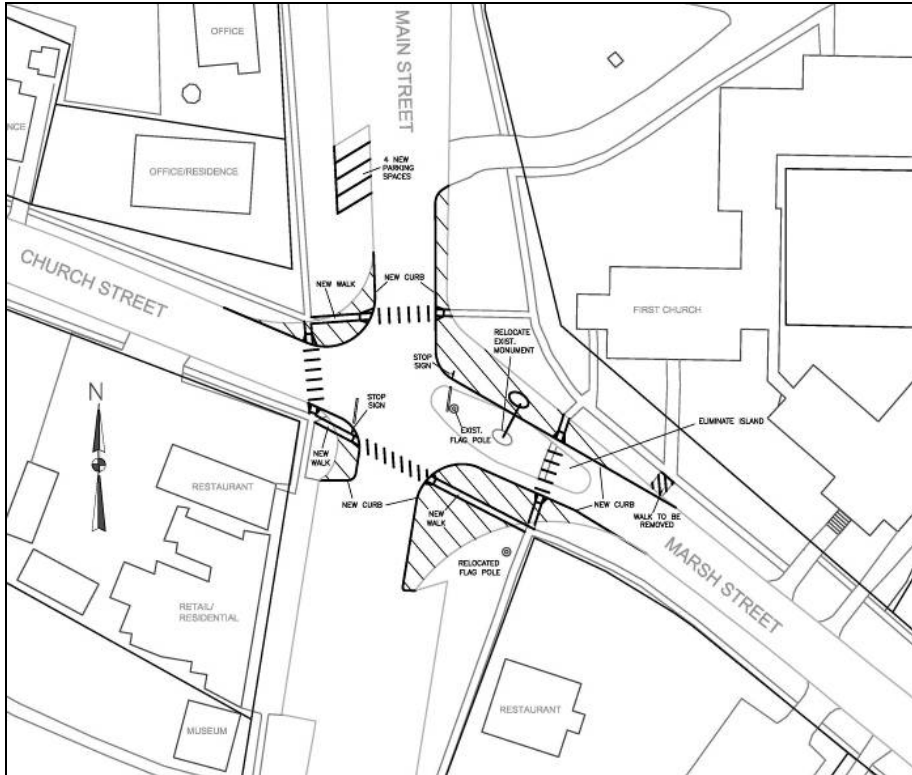 OFFICE
MAIN STREET
NCE
OFFICE/RESIDENCE
4 NEW
PARKING
SPACES
CHURCH STREET
NEW WALK
NEW CURB
FIRST CHURCH
RELOCATE
EXIST.
MONUMENT
STOP
SIGN
N
STOP
SIGN
EXIST.
FLAG POLE
ELIMINATE ISLAND
NEW
WALK
RESTAURANT
NEW CURB
NEW
WALK
NEW CURB
WALK TO BE
REMOVED
RELOCATED
FLAG POLE
MARSH STREET
RETAIL/
RESIDENTIAL
RESTAURANT
MUSEUM